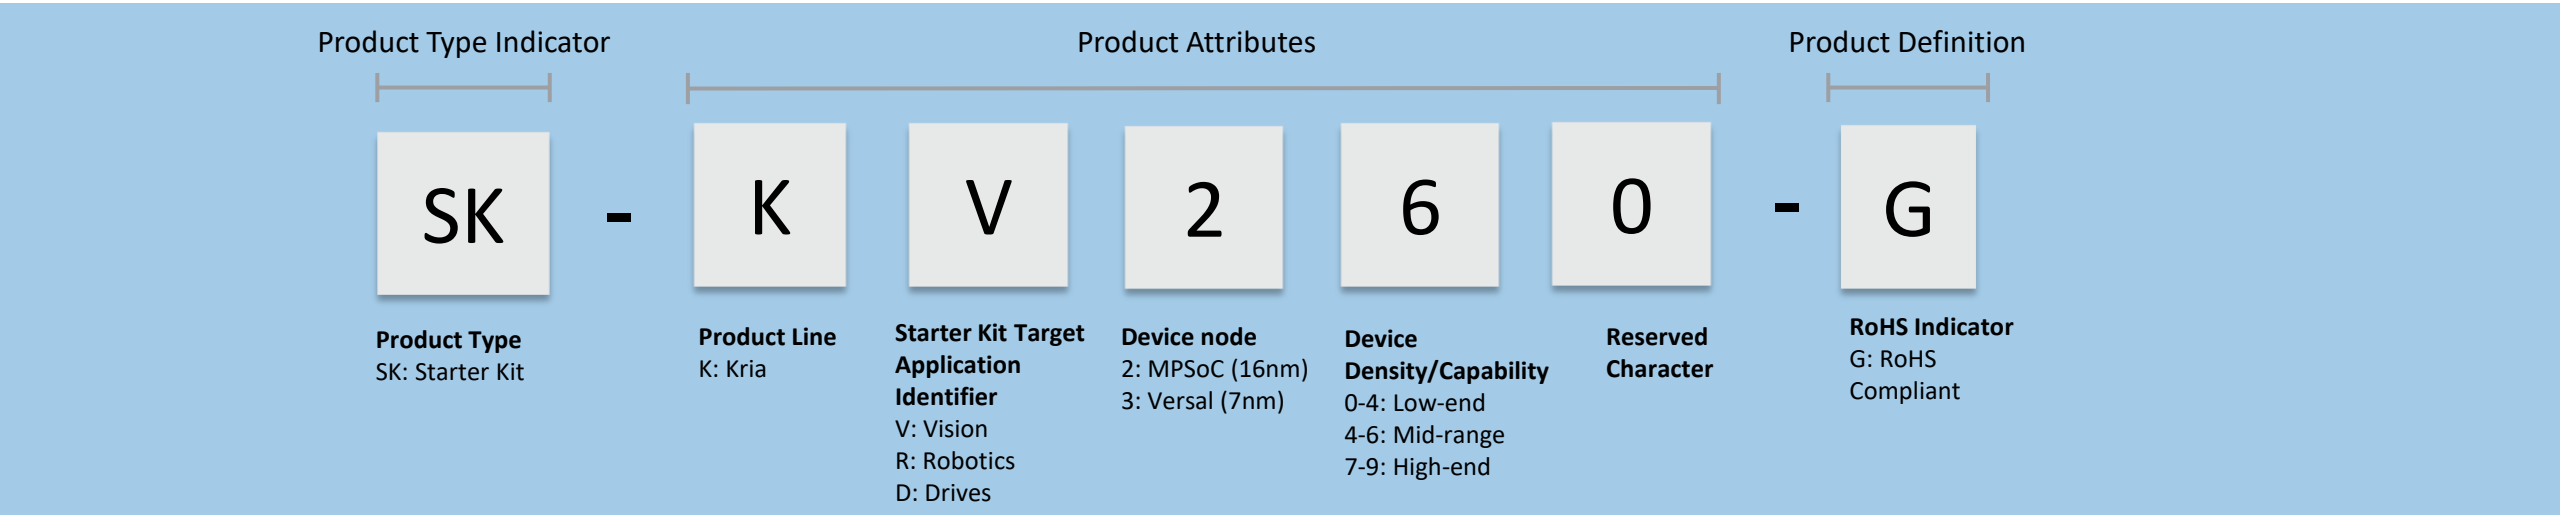 Product Type Indicator
Product Attributes
Product Definition
SK - K V 2 6 0 - G
Product Type
SK: Starter Kit
Product Line
K: Kria
Starter Kit Target
Application
Identifier
V: Vision
R: Robotics
D: Drives
Device node
2: MPSoC (16nm)
3: Versal (7nm)
Device
Density/Capability
0-4: Low-end
4-6: Mid-range
7-9: High-end
Reserved
Character
RoHS Indicator
G: RoHS
Compliant